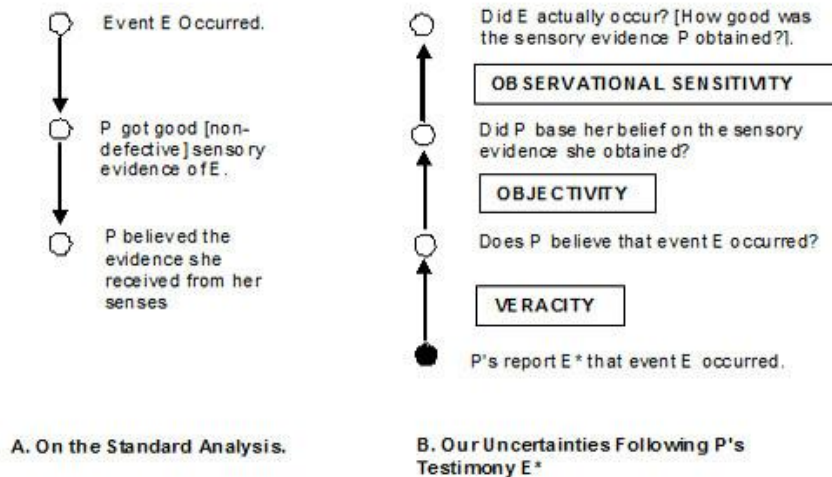 Event E Occurred.
P got good [non-
defective] sensory
evidence of E.
P believed the
evidence she
received from her
senses
A. On the Standard Analysis.
Did E actually occur? [How good was
the sensory evidence P obtained?].
OBSERVATIONAL SENSITIVITY
Did P base her belief on the sensory
evidence she obtained?
OBJECTIVITY
Does P believe that event E occurred?
VERACITY
P's report E* that event E occurred.
B. Our Uncertainties Following P's
Testimony E*